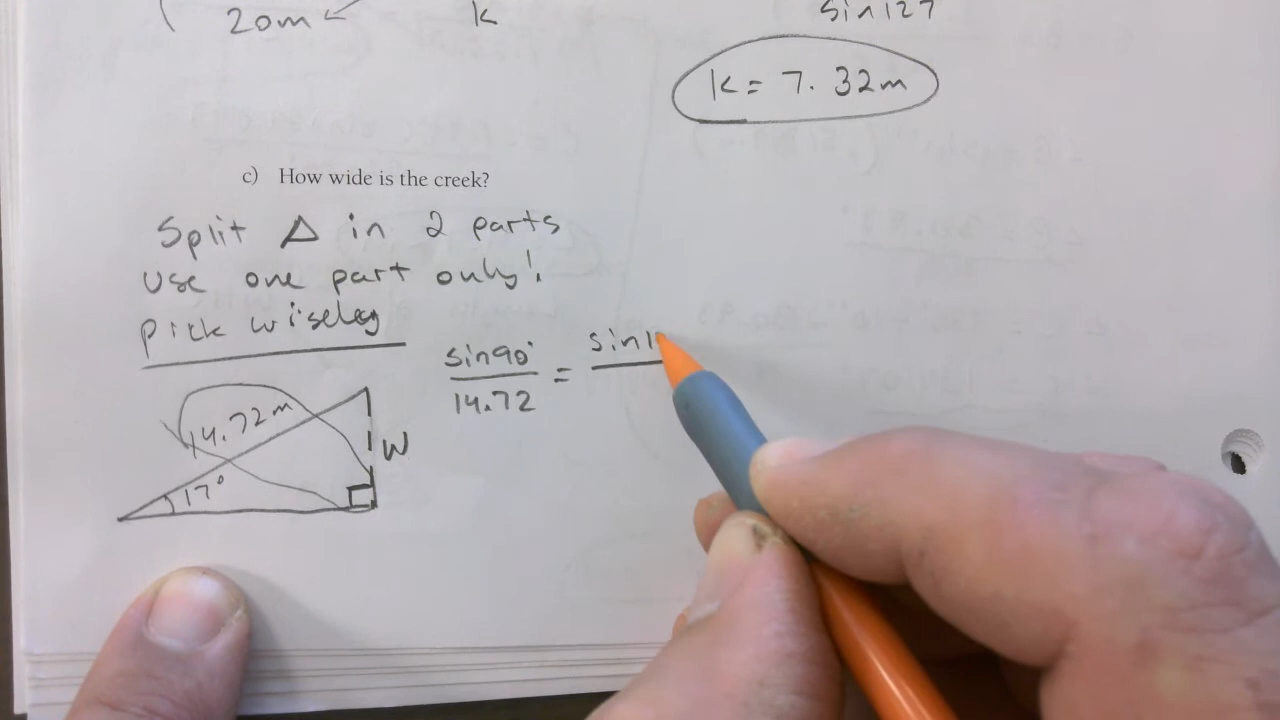 20m k
sin127
k = 7.32m
c) How wide is the creek?
Split Δ in 2 parts
use one part only!
pick wiseley
sin90° = sin1
14.72
14.72m
W
17°